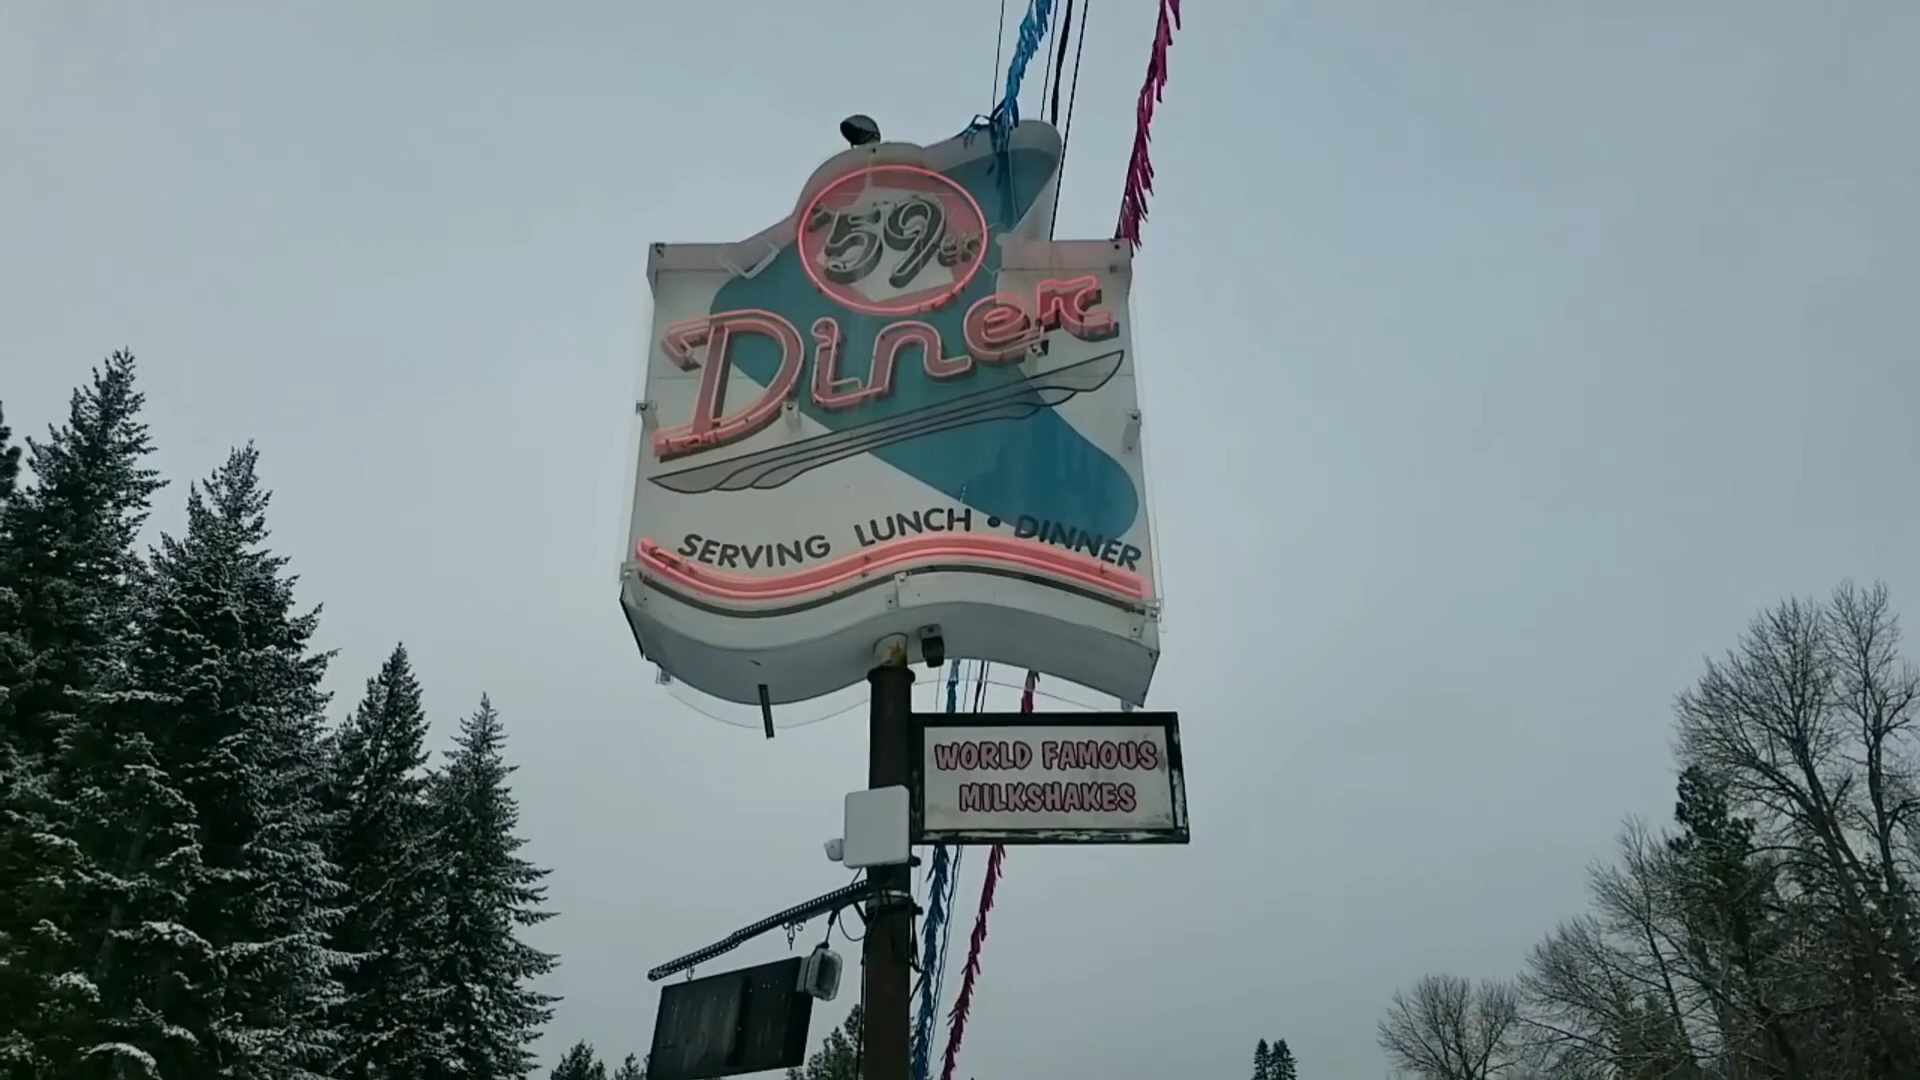 '59er
Diner
SERVING LUNCH • DINNER
WORLD FAMOUS
MILKSHAKES